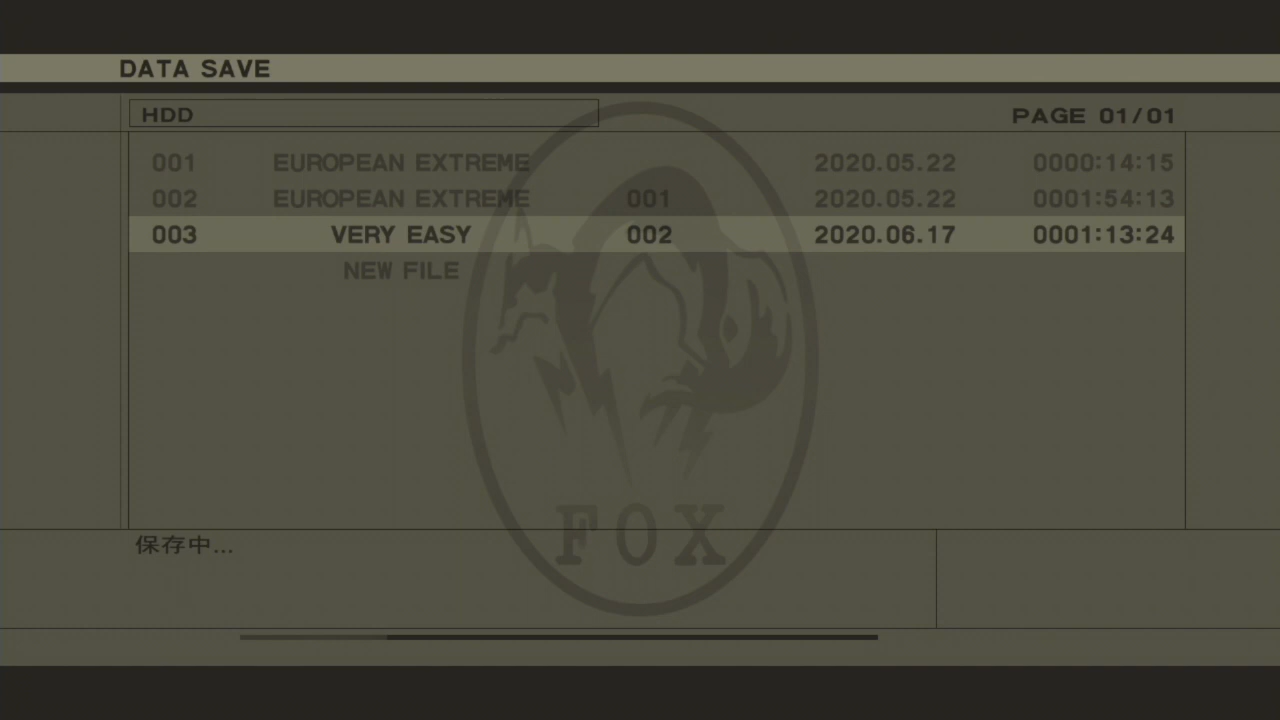 DATA SAVE
HDD PAGE 01/01
001 EUROPEAN EXTREME 2020.05.22 0000:14:15
002 EUROPEAN EXTREME 001 2020.05.22 0001:54:13
003 VERY EASY 002 2020.06.17 0001:13:24
NEW FILE
FOX
保存中...